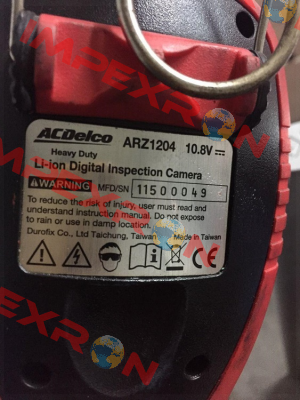 IMPEXRON
ACDelco ARZ1204 10.8V
Heavy Duty
Li-ion Digital Inspection Camera
WARNING MFD/SN 11500049
To reduce the risk of injury, user must read and
understand instruction manual. Do not expose
to rain or use in damp location.
Durofix Co., Ltd Taichung, Taiwan Made in Taiwan
CE
IMPEXRON